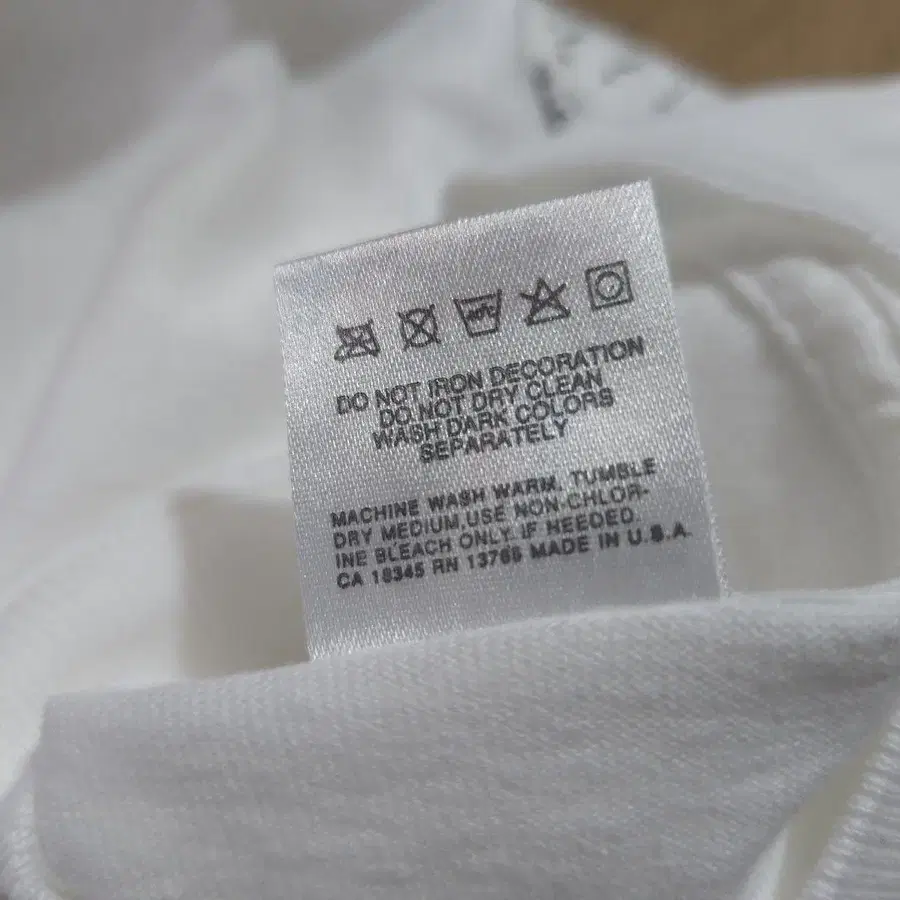 40°C
DO NOT IRON DECORATION
DO NOT DRY CLEAN
WASH DARK COLORS
SEPARATELY
MACHINE WASH WARM, TUMBLE
DRY MEDIUM,USE NON-CHLOR-
INE BLEACH ONLY IF NEEDED.
CA 18345 RN 13765 MADE IN U.S.A.